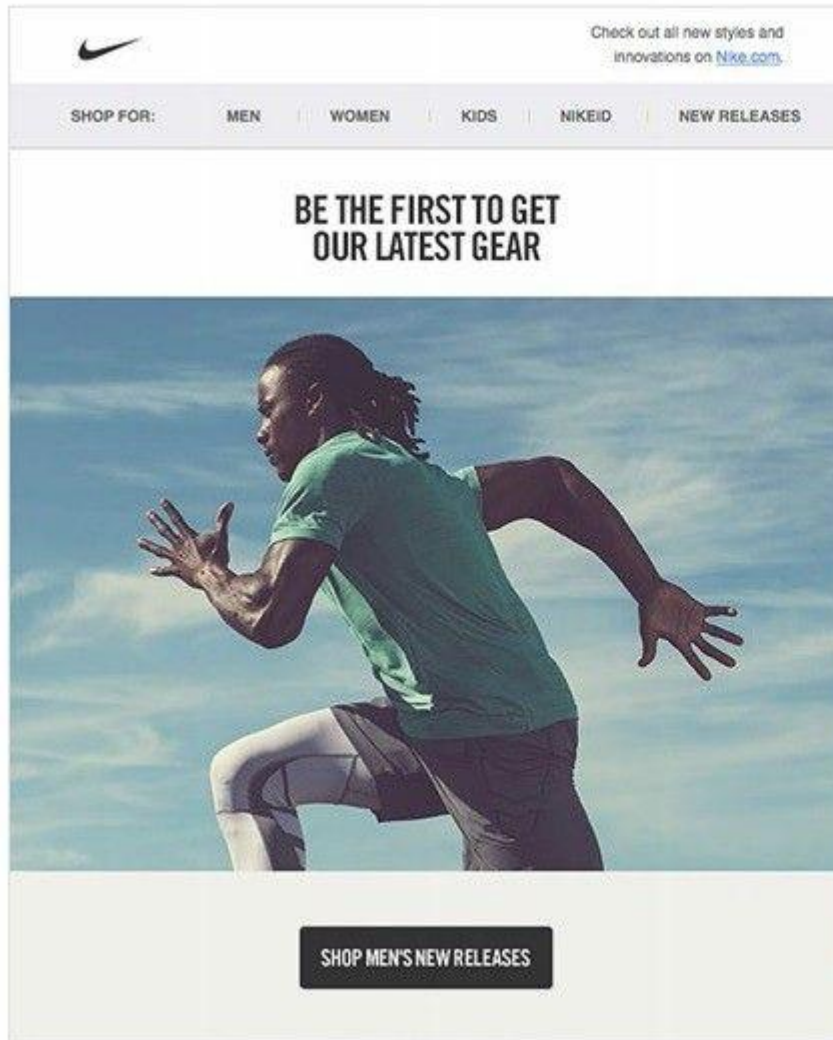 Check out all new styles and
innovations on Nike.com.
SHOP FOR: MEN WOMEN KIDS NIKEID NEW RELEASES
BE THE FIRST TO GET
OUR LATEST GEAR
SHOP MEN'S NEW RELEASES